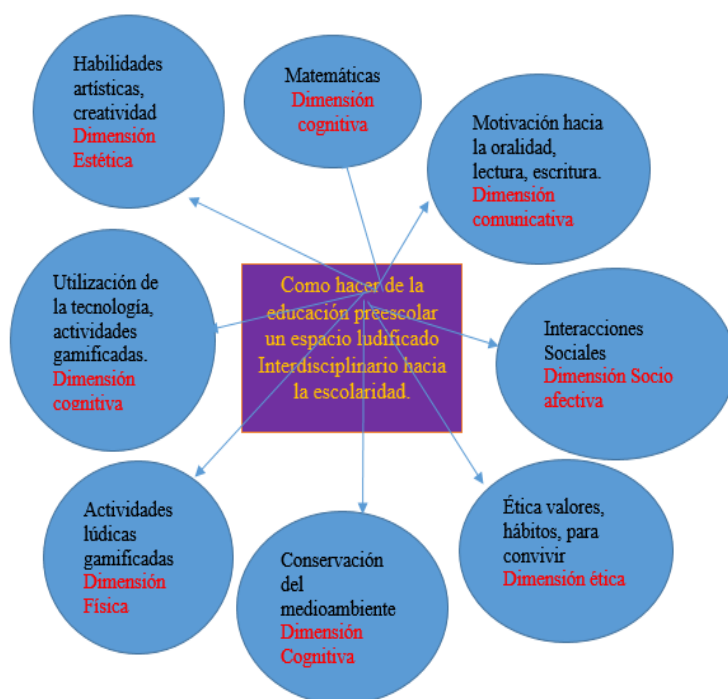 Habilidades
artísticas,
creatividad
Dimensión
Estética
Matemáticas
Dimensión
cognitiva
Motivación hacia
la oralidad,
lectura, escritura.
Dimensión
comunicativa
Utilización de
la tecnología,
actividades
gamificadas.
Dimensión
cognitiva
Como hacer de la
educación preescolar
un espacio ludificado
Interdisciplinario hacia
la escolaridad.
Interacciones
Sociales
Dimensión Socio
afectiva
Actividades
lúdicas
gamificadas
Dimensión
Física
Conservación
del
medioambiente
Dimensión
Cognitiva
Ética valores,
hábitos, para
convivir
Dimensión ética